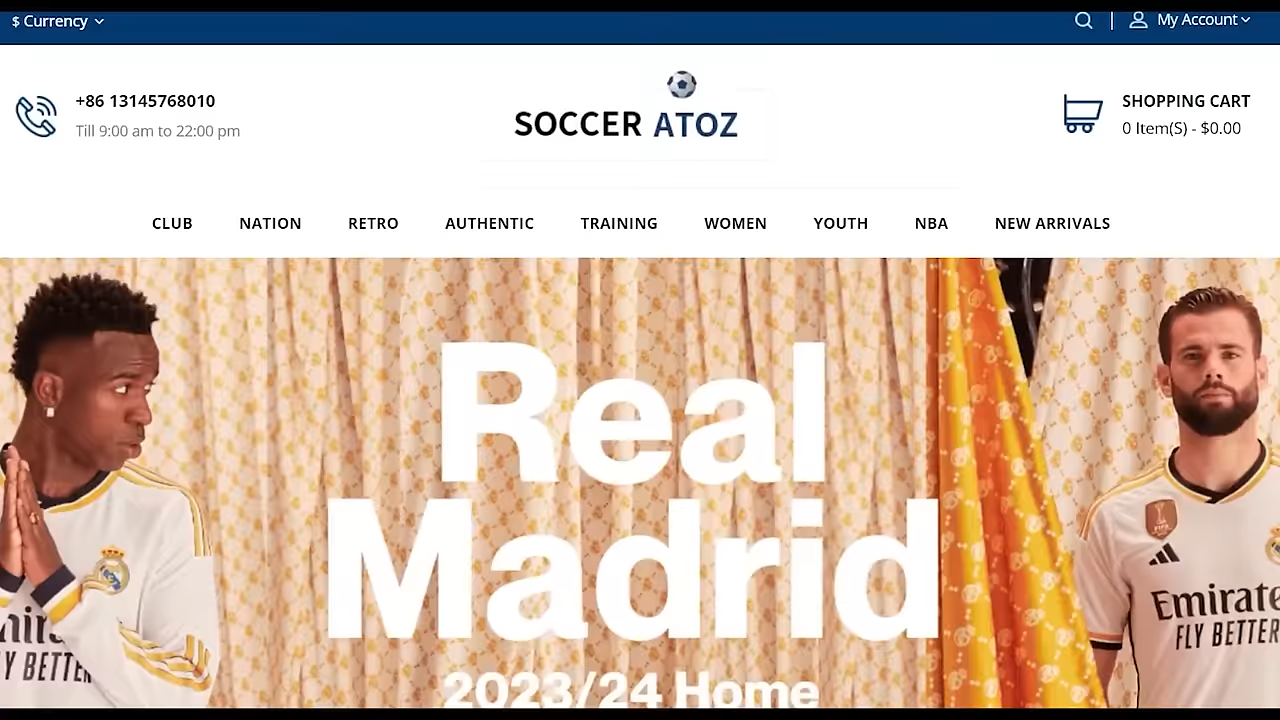 $ Currency
My Account
+86 13145768010
Till 9:00 am to 22:00 pm
SOCCER ATOZ
SHOPPING CART
0 Item(S) - $0.00
CLUB NATION RETRO AUTHENTIC TRAINING WOMEN YOUTH NBA NEW ARRIVALS
Real
Madrid
2023/24 Home
Emirate
FLY BETTER
Y BETTE